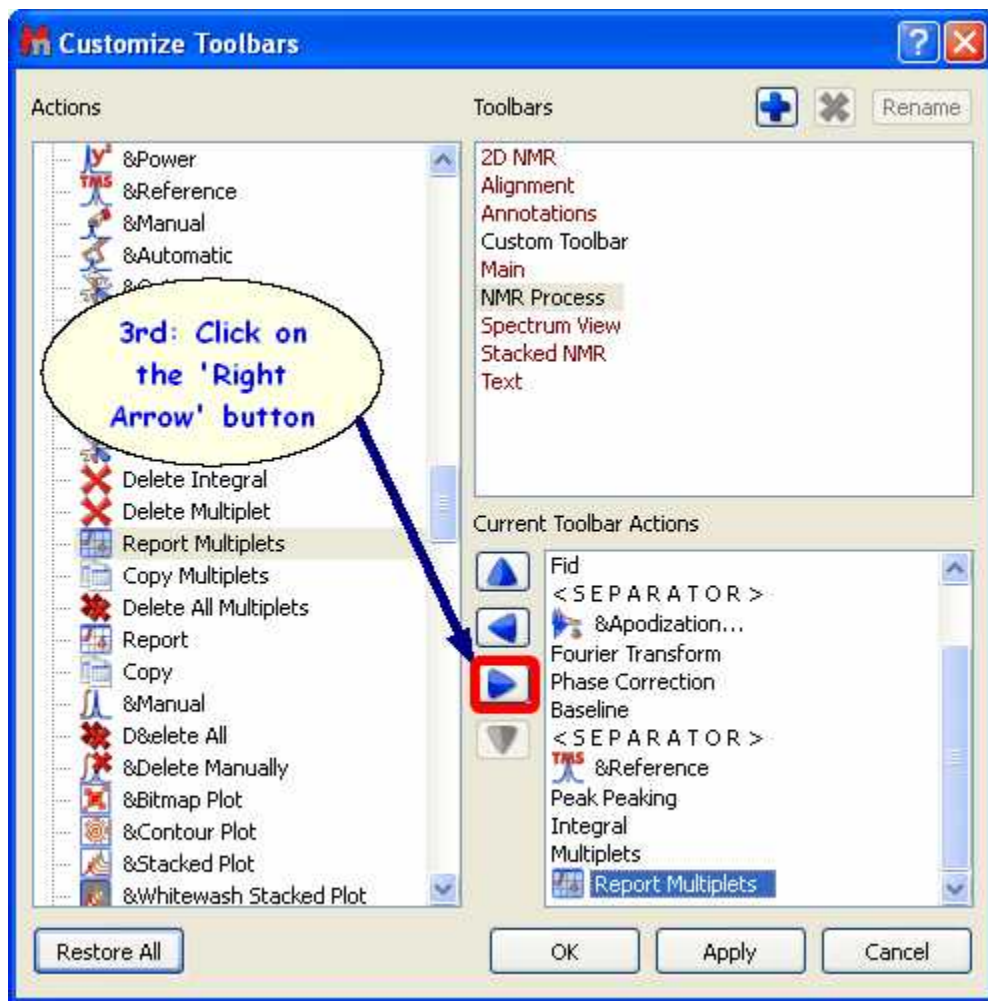 Customize Toolbars
Actions
Toolbars
Rename
&Power
&Reference
&Manual
&Automatic
3rd: Click on
the 'Right
Arrow' button
Delete Integral
Delete Multiplet
Report Multiplets
Copy Multiplets
Delete All Multiplets
Report
Copy
&Manual
D&elete All
&Delete Manually
&Bitmap Plot
&Contour Plot
&Stacked Plot
&Whitewash Stacked Plot
2D NMR
Alignment
Annotations
Custom Toolbar
Main
NMR Process
Spectrum View
Stacked NMR
Text
Current Toolbar Actions
Fid
< S E P A R A T O R >
&Apodization...
Fourier Transform
Phase Correction
Baseline
< S E P A R A T O R >
TMS &Reference
Peak Peaking
Integral
Multiplets
Report Multiplets
Restore All
OK
Apply
Cancel